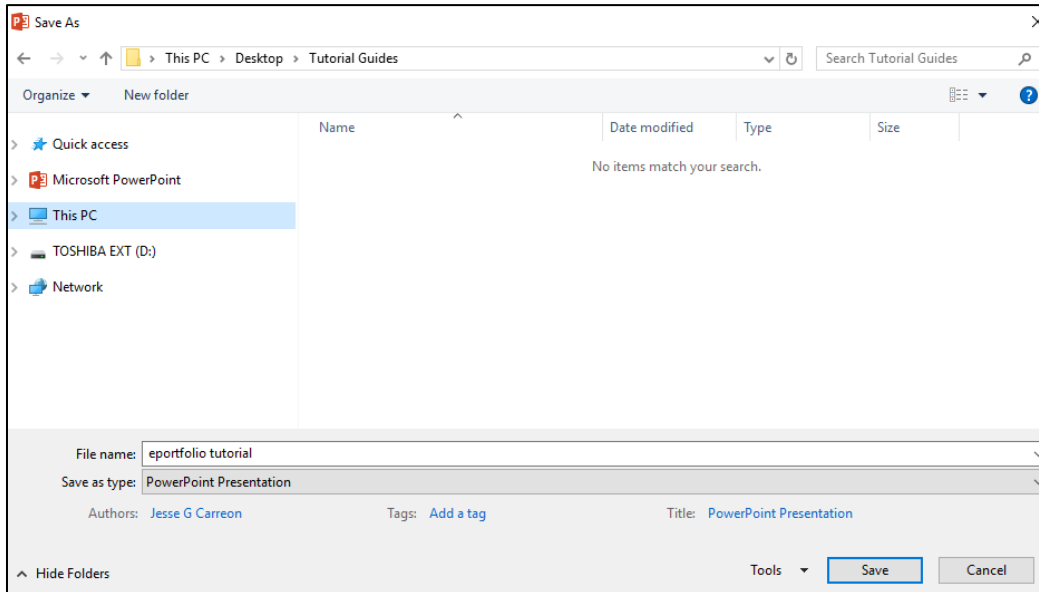 Save As
This PC > Desktop > Tutorial Guides
Search Tutorial Guides
Organize
New folder
?
Name
Date modified
Type
Size
Quick access
No items match your search.
Microsoft PowerPoint
This PC
TOSHIBA EXT (D:)
Network
File name: eportfolio tutorial
Save as type: PowerPoint Presentation
Authors: Jesse G Carreon
Tags: Add a tag
Title: PowerPoint Presentation
Hide Folders
Tools
Save
Cancel